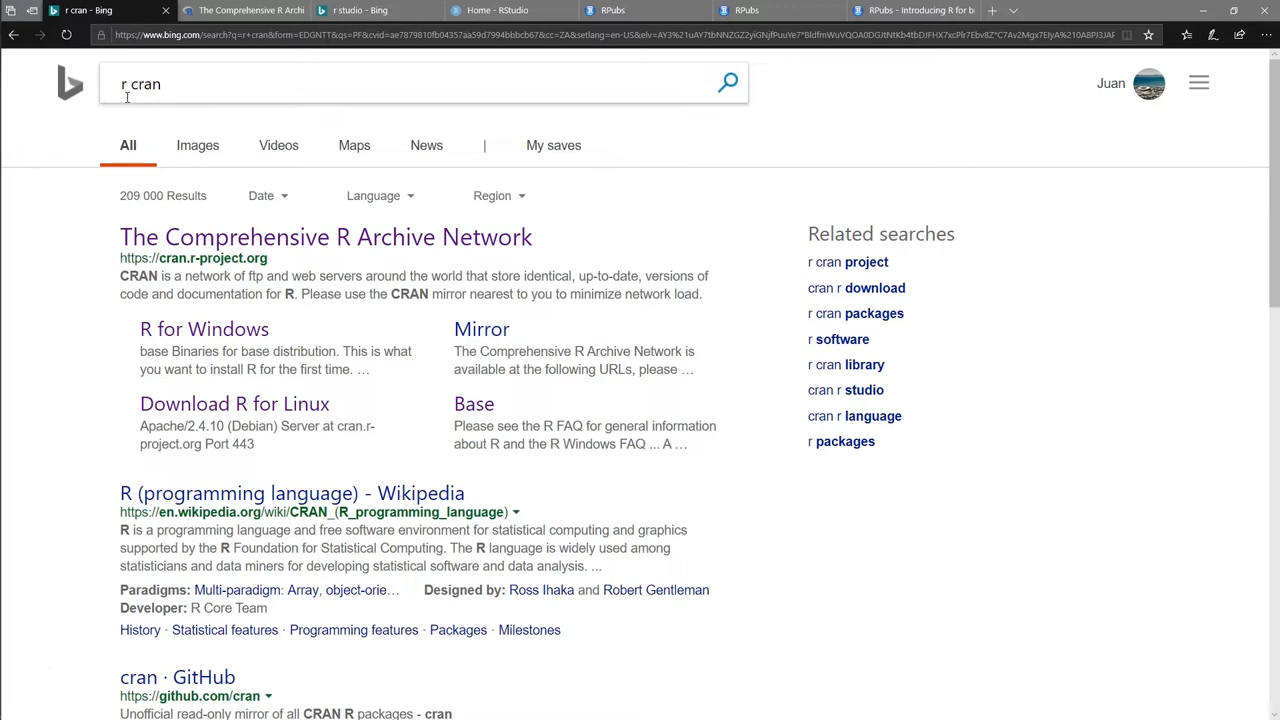 r cran - Bing
The Comprehensive R Archi
r studio - Bing
Home - RStudio
RPubs
RPubs
RPubs - Introducing R for b
r cran
Juan
All Images Videos Maps News | My saves
209 000 Results Date Language Region
The Comprehensive R Archive Network
https://cran.r-project.org
CRAN is a network of ftp and web servers around the world that store identical, up-to-date, versions of
code and documentation for R. Please use the CRAN mirror nearest to you to minimize network load.
R for Windows
base Binaries for base distribution. This is what
you want to install R for the first time. …
Mirror
The Comprehensive R Archive Network is
available at the following URLs, please …
Download R for Linux
Apache/2.4.10 (Debian) Server at cran.r-
project.org Port 443
Base
Please see the R FAQ for general information
about R and the R Windows FAQ ... A …
R (programming language) - Wikipedia
https://en.wikipedia.org/wiki/CRAN_(R_programming_language)
R is a programming language and free software environment for statistical computing and graphics
supported by the R Foundation for Statistical Computing. The R language is widely used among
statisticians and data miners for developing statistical software and data analysis. ...
Paradigms: Multi-paradigm: Array, object-orie… Designed by: Ross Ihaka and Robert Gentleman
Developer: R Core Team
History · Statistical features · Programming features · Packages · Milestones
cran · GitHub
https://github.com/cran
Unofficial read-only mirror of all CRAN R packages - cran
Related searches
r cran project
cran r download
r cran packages
r software
r cran library
cran r studio
cran r language
r packages